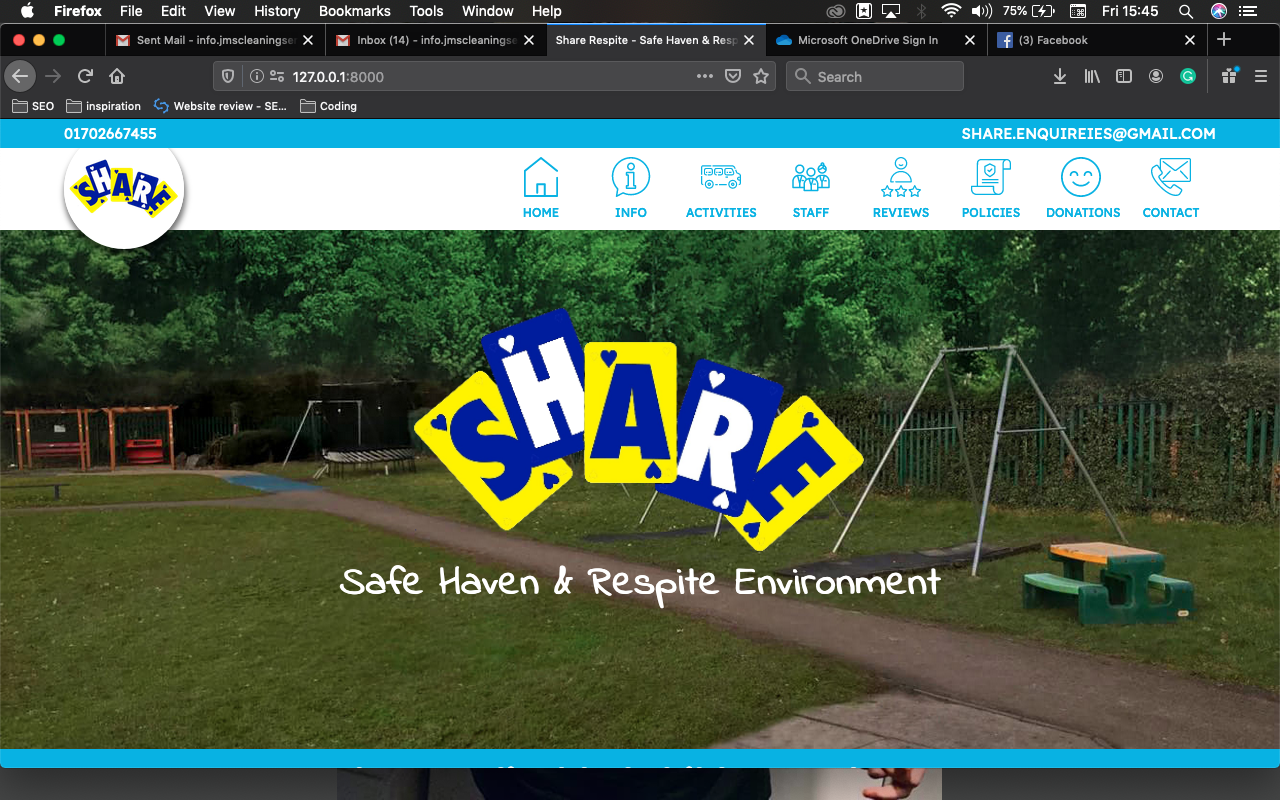 Firefox File Edit View History Bookmarks Tools Window Help 75% Fri 15:45
Sent Mail - info.jmscleaningser Inbox (14) - info.jmscleaningse Share Respite - Safe Haven & Resp Microsoft OneDrive Sign In (3) Facebook
127.0.0.1:8000 Search
SEO inspiration Website review - SE... Coding
01702667455 SHARE.ENQUIREIES@GMAIL.COM
SHARE
HOME INFO ACTIVITIES STAFF REVIEWS POLICIES DONATIONS CONTACT
SHARE
Safe Haven & Respite Environment